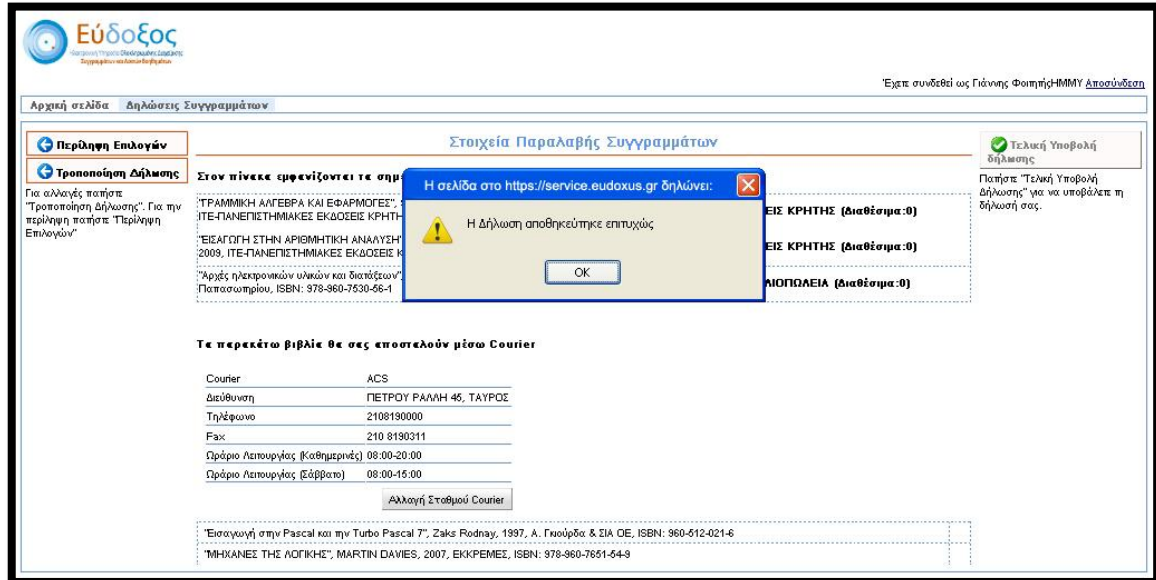 Εύδοξος
Έχετε συνδεθεί ως Γιάννης ΦοιτητήςΗΜΜΥ Αποσύνδεση
Αρχική σελίδα Δηλώσεις Συγγραμμάτων
Περίληψη Επιλογών
Τροποποίηση Δήλωσης
Για αλλαγές πατήστε
"Τροποποίηση Δήλωσης". Για την
περίληψη πατήστε "Περίληψη
Επιλογών"
Στοιχεία Παραλαβής Συγγραμμάτων
Στον πίνακα εμφανίζονται τα σημε
"ΓΡΑΜΜΙΚΗ ΑΛΓΕΒΡΑ ΚΑΙ ΕΦΑΡΜΟΓΕΣ",
ΙΤΕ-ΠΑΝΕΠΙΣΤΗΜΙΑΚΕΣ ΕΚΔΟΣΕΙΣ ΚΡΗΤΗ
ΕΙΣ ΚΡΗΤΗΣ (Διαθέσιμα:0)
"ΕΙΣΑΓΩΓΗ ΣΤΗΝ ΑΡΙΘΜΗΤΙΚΗ ΑΝΑΛΥΣΗ"
2009, ΙΤΕ-ΠΑΝΕΠΙΣΤΗΜΙΑΚΕΣ ΕΚΔΟΣΕΙΣ Κ
ΕΙΣ ΚΡΗΤΗΣ (Διαθέσιμα:0)
"Αρχές ηλεκτρονικών υλικών και διατάξεων"
Παπασωτηρίου, ISBN: 978-960-7530-56-1
ΛΙΟΠΩΛΕΙΑ (Διαθέσιμα:0)
Η σελίδα στο https://service.eudoxus.gr δηλώνει:
Η Δήλωση αποθηκεύτηκε επιτυχώς
OK
Τελική Υποβολή
δήλωσης
Πατήστε "Τελική Υποβολή
Δήλωσης" για να υποβάλετε τη
δήλωσή σας.
Τα παρακάτω βιβλία θα σας αποσταλούν μέσω Courier
Courier ACS
Διεύθυνση ΠΕΤΡΟΥ ΡΑΛΛΗ 45, ΤΑΥΡΟΣ
Τηλέφωνο 2108190000
Fax 210 8190311
Ωράριο Λειτουργίας (Καθημερινές) 08:00-20:00
Ωράριο Λειτουργίας (Σάββατο) 08:00-15:00
Αλλαγή Σταθμού Courier
"Εισαγωγή στην Pascal και την Turbo Pascal 7", Zaks Rodnay, 1997, Α. Γκιούρδα & ΣΙΑ ΟΕ, ISBN: 960-512-021-6
"ΜΗΧΑΝΕΣ ΤΗΣ ΛΟΓΙΚΗΣ", MARTIN DAVIES, 2007, ΕΚΚΡΕΜΕΣ, ISBN: 978-960-7651-54-9